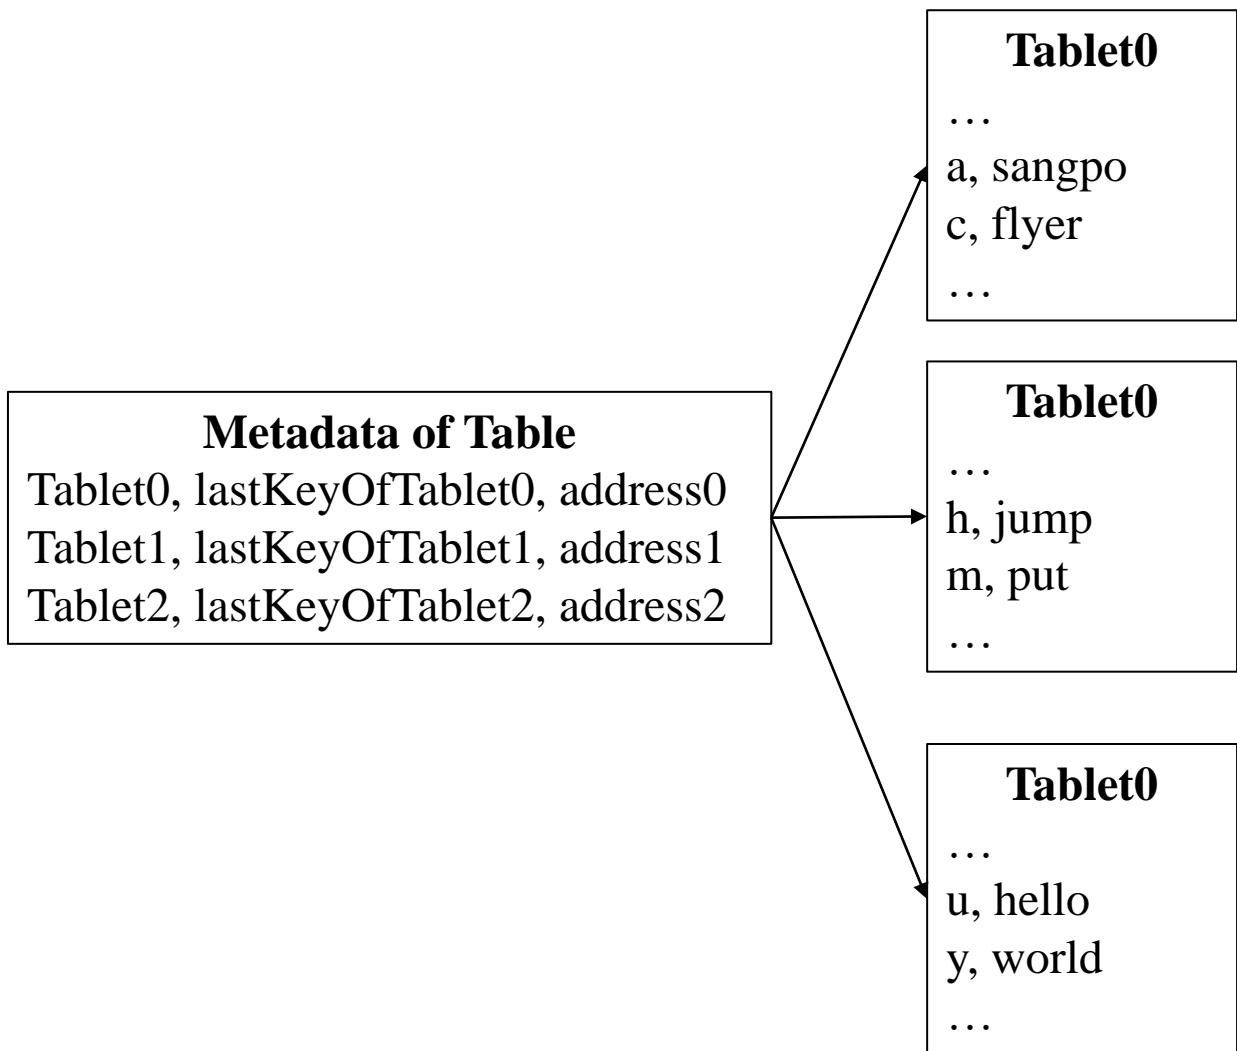 Tablet0
…
a, sangpo
c, flyer
…
Metadata of Table
Tablet0, lastKeyOfTablet0, address0
Tablet1, lastKeyOfTablet1, address1
Tablet2, lastKeyOfTablet2, address2
Tablet0
…
h, jump
m, put
…
Tablet0
…
u, hello
y, world
…